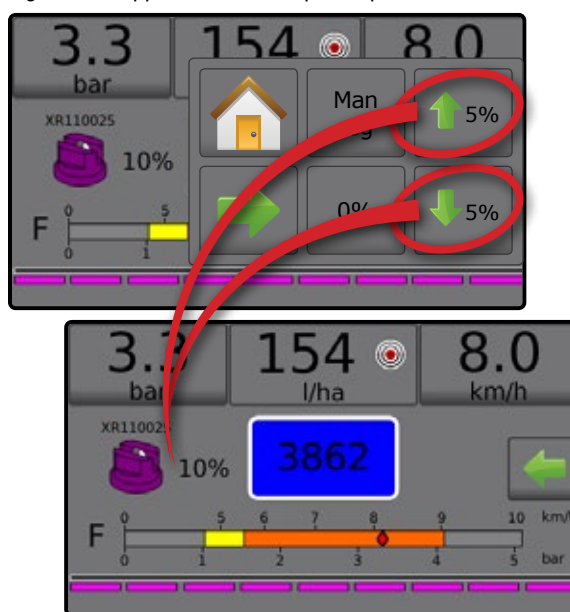 3.3 154 8.0
bar
XR110025
10%
Man
5%
0%
5%
F
0 5
0 1
3.3 154 8.0
bar l/ha km/h
XR110025
10%
3862
F
0 5 6 7 8 9 10 km/
0 1 2 3 4 5 bar